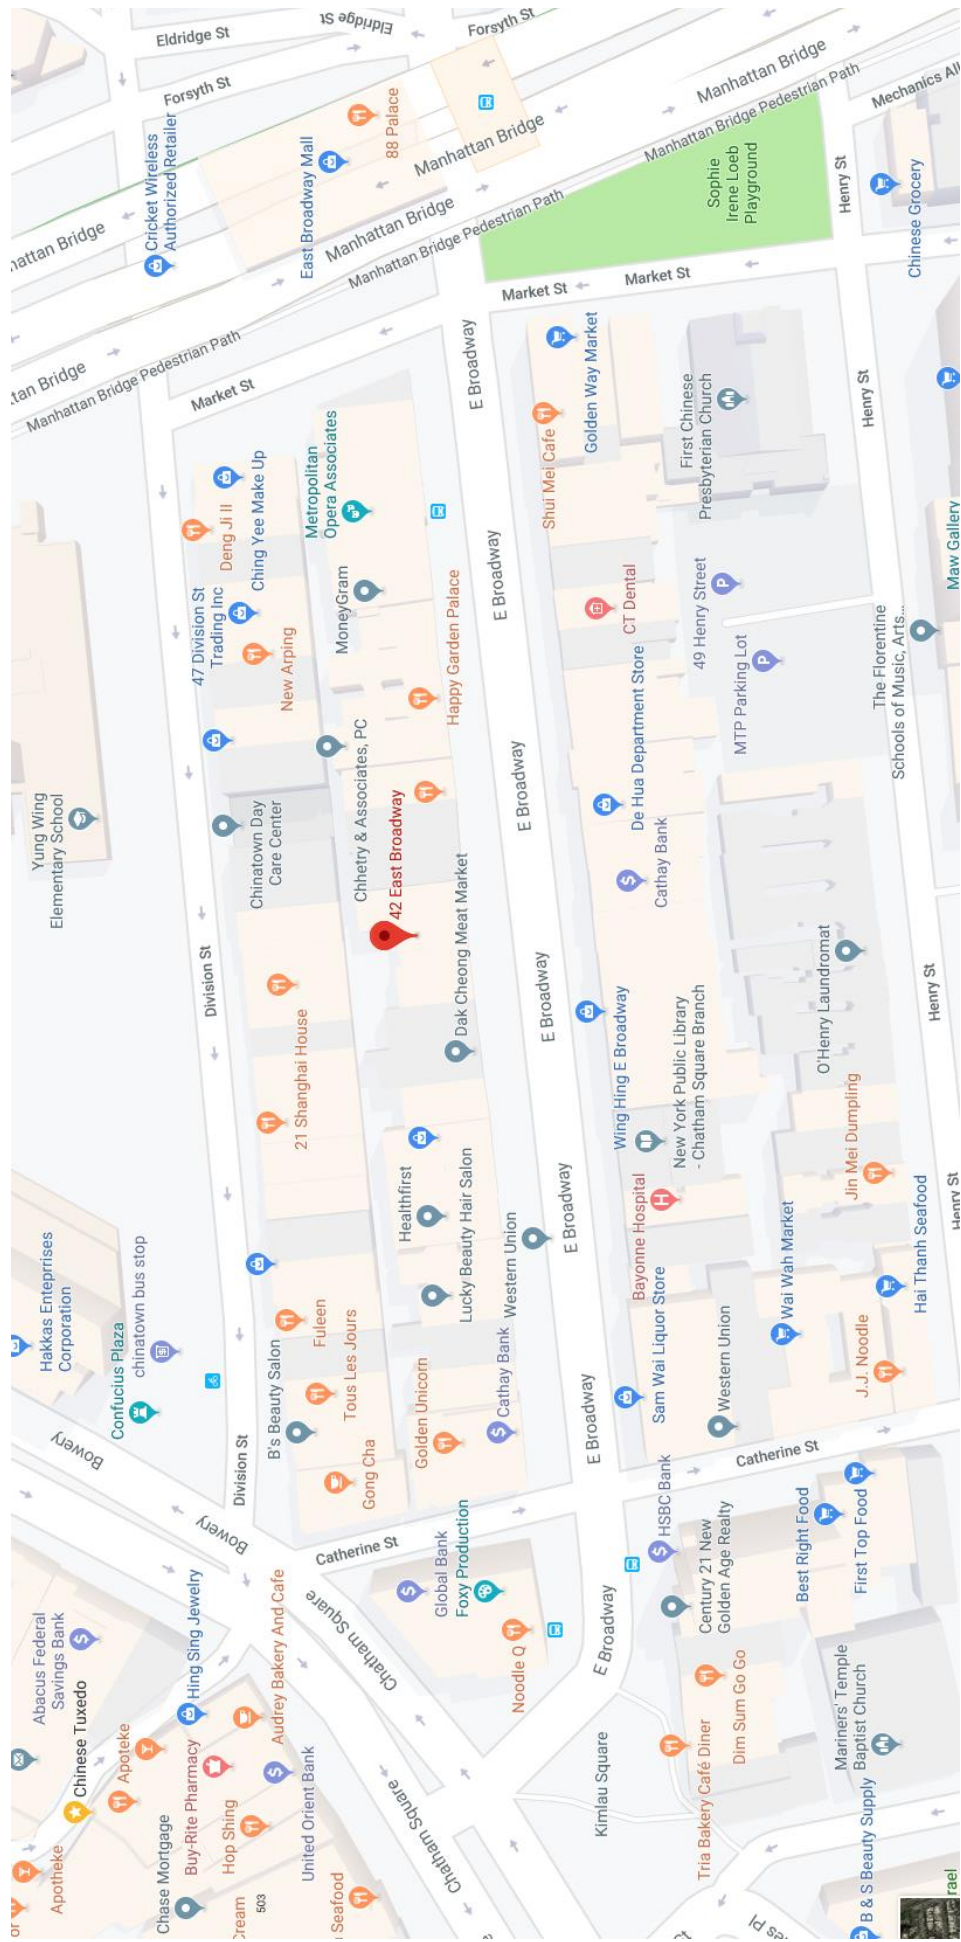 Eldridge St
Eldridge St
Forsyth St
Forsyth St
Manhattan Bridge
Manhattan Bridge Pedestrian Path
Mechanics
Cricket Wireless
Authorized Retailer
East Broadway Mall
88 Palace
Manhattan Bridge
Manhattan Bridge
Manhattan Bridge Pedestrian Path
Sophie
Irene Loeb
Playground
Henry St
Chinese Grocery
Manhattan Bridge Pedestrian Path
Market St
Market St
Market St
E Broadway
Golden Way Market
Shui Mei Cafe
First Chinese
Presbyterian Church
Henry St
Deng Ji II
Ching Yee Make Up
Metropolitan
Opera Associates
E Broadway
47 Division St
Trading Inc
New Arping
MoneyGram
Happy Garden Palace
CT Dental
49 Henry Street
MTP Parking Lot
The Florentine
Schools of Music, Arts...
Maw Gallery
Yung Wing
Elementary School
Chinatown Day
Care Center
Chhetry & Associates, PC
42 East Broadway
E Broadway
De Hua Department Store
Cathay Bank
Division St
Dak Cheong Meat Market
E Broadway
O'Henry Laundromat
Henry St
21 Shanghai House
Wing Hing E Broadway
New York Public Library
- Chatham Square Branch
Healthfirst
Lucky Beauty Hair Salon
Western Union
E Broadway
Bayonne Hospital
Jin Mei Dumpling
Hai Thanh Seafood
Henry St
Hakkas Enteprrises
Corporation
chinatown bus stop
Confucius Plaza
Fuleen
Tous Les Jours
B's Beauty Salon
Gong Cha
Golden Unicorn
Cathay Bank
E Broadway
Sam Wai Liquor Store
Western Union
Wai Wah Market
J.J. Noodle
Bowery
Division St
Bowery
Catherine St
Catherine St
Global Bank
Foxy Production
Noodle Q
E Broadway
HSBC Bank
Century 21 New
Golden Age Realty
Best Right Food
First Top Food
Abacus Federal
Savings Bank
Hing Sing Jewelry
Audrey Bakery And Cafe
Chatham Square
Chinese Tuxedo
Apoteke
Buy-Rite Pharmacy
Hop Shing
United Orient Bank
Chatham Square
Kimlau Square
Tria Bakery Café Diner
Dim Sum Go Go
Mariners' Temple
Baptist Church
Apotheke
Chase Mortgage
503
Seafood
B & S Beauty Supply